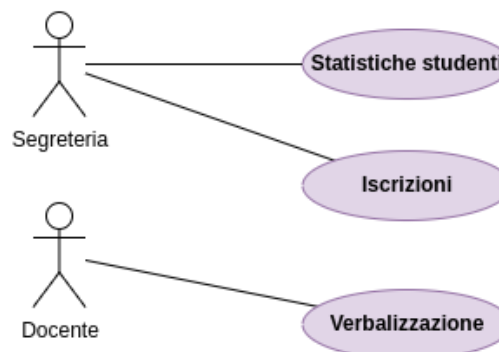 Statistiche studenti
Segreteria
Iscrizioni
Docente
Verbalizzazione